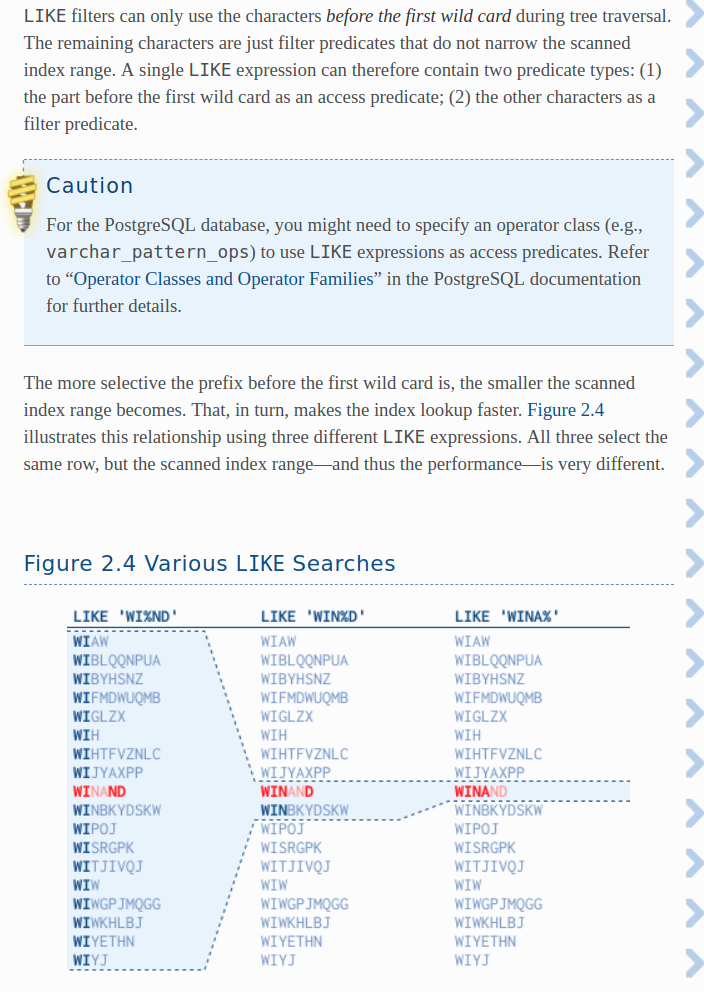 LIKE filters can only use the characters before the first wild card during tree traversal.
The remaining characters are just filter predicates that do not narrow the scanned
index range. A single LIKE expression can therefore contain two predicate types: (1)
the part before the first wild card as an access predicate; (2) the other characters as a
filter predicate.
Caution
For the PostgreSQL database, you might need to specify an operator class (e.g.,
varchar_pattern_ops) to use LIKE expressions as access predicates. Refer
to “Operator Classes and Operator Families” in the PostgreSQL documentation
for further details.
The more selective the prefix before the first wild card is, the smaller the scanned
index range becomes. That, in turn, makes the index lookup faster. Figure 2.4
illustrates this relationship using three different LIKE expressions. All three select the
same row, but the scanned index range—and thus the performance—is very different.
Figure 2.4 Various LIKE Searches
LIKE 'WI%ND' LIKE 'WIN%D' LIKE 'WINA%'
WIAW WIAW WIAW
WIBLQQNPUA WIBLQQNPUA WIBLQQNPUA
WIBYHSNZ WIBYHSNZ WIBYHSNZ
WIFMDWUQMB WIFMDWUQMB WIFMDWUQMB
WIGLZX WIGLZX WIGLZX
WIH WIH WIH
WIHTFVZNLC WIHTFVZNLC WIHTFVZNLC
WIJYAXPP WIJYAXPP WIJYAXPP
WINAND WINAND WINAND
WINBKYDSKW WINBKYDSKW WINBKYDSKW
WIPOJ WIPOJ WIPOJ
WISRGPK WISRGPK WISRGPK
WITJIVQJ WITJIVQJ WITJIVQJ
WIW WIW WIW
WIWGPJMQGG WIWGPJMQGG WIWGPJMQGG
WIWKHLBJ WIWKHLBJ WIWKHLBJ
WIYETHN WIYETHN WIYETHN
WIYJ WIYJ WIYJ